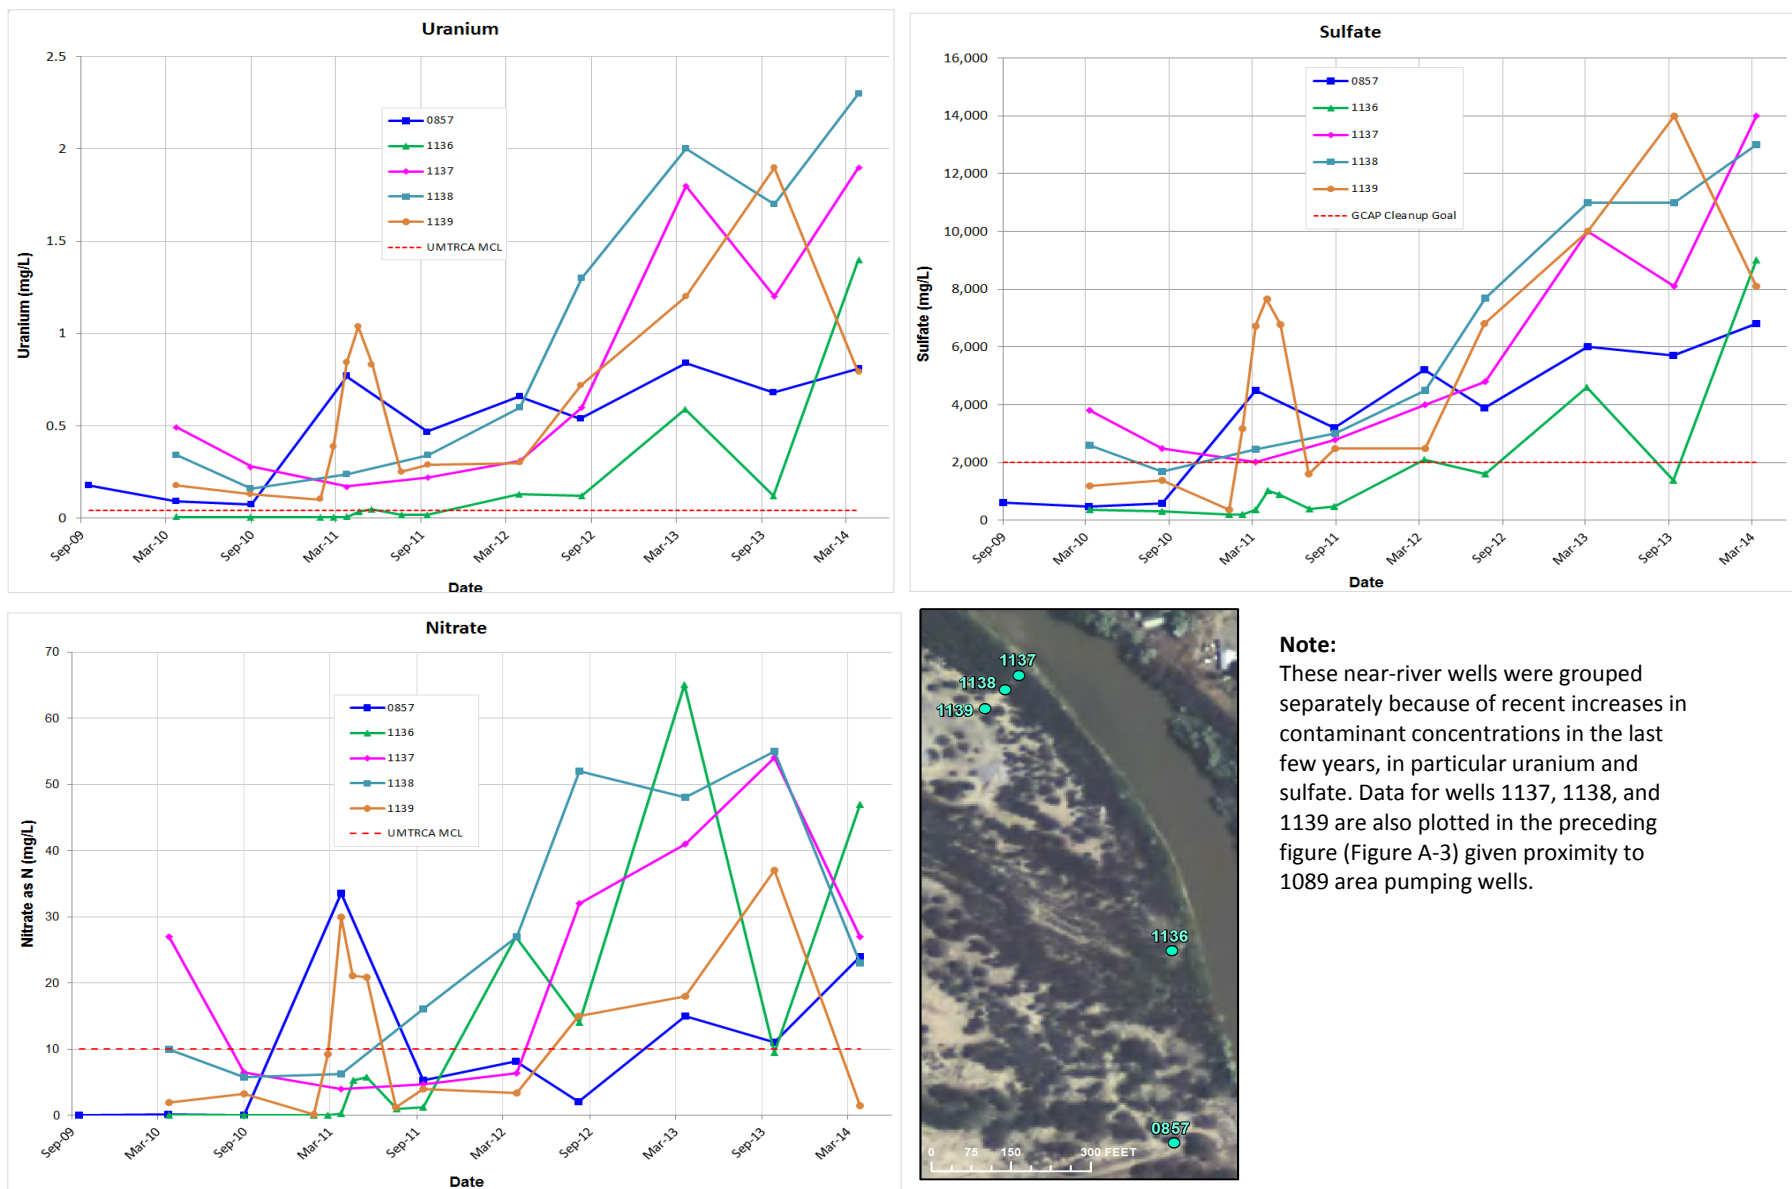 Uranium
Uranium (mg/L)
2.5
2
1.5
1
0.5
0
0857
1136
1137
1138
1139
UMTRCA MCL
Sep-09
Mar-10
Sep-10
Mar-11
Sep-11
Mar-12
Sep-12
Mar-13
Sep-13
Mar-14
Date
Sulfate
Sulfate (mg/L)
16,000
14,000
12,000
10,000
8,000
6,000
4,000
2,000
0
0857
1136
1137
1138
1139
GCAP Cleanup Goal
Sep-09
Mar-10
Sep-10
Mar-11
Sep-11
Mar-12
Sep-12
Mar-13
Sep-13
Mar-14
Date
Nitrate
Nitrate as N (mg/L)
70
60
50
40
30
20
10
0
0857
1136
1137
1138
1139
UMTRCA MCL
Sep-09
Mar-10
Sep-10
Mar-11
Sep-11
Mar-12
Sep-12
Mar-13
Sep-13
Mar-14
Date
1137
1138
1139
1136
0857
0 75 150 300 FEET
Note:
These near-river wells were grouped
separately because of recent increases in
contaminant concentrations in the last
few years, in particular uranium and
sulfate. Data for wells 1137, 1138, and
1139 are also plotted in the preceding
figure (Figure A-3) given proximity to
1089 area pumping wells.